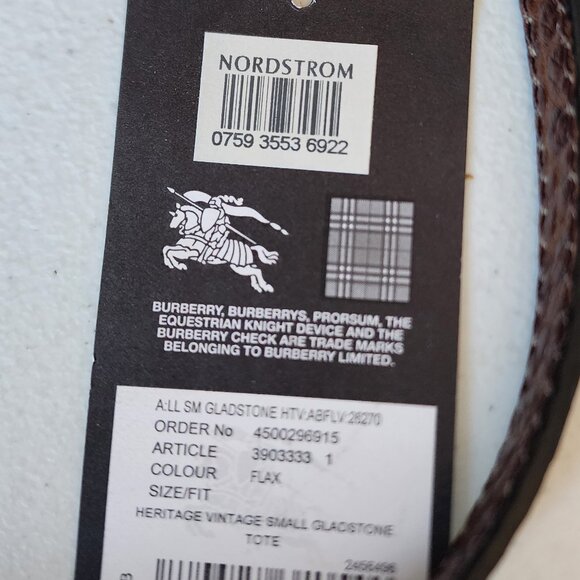 NORDSTROM
0759 3553 6922
BURBERRY, BURBERRYS, PRORSUM, THE
EQUESTRIAN KNIGHT DEVICE AND THE
BURBERRY CHECK ARE TRADE MARKS
BELONGING TO BURBERRY LIMITED.
A:LL SM GLADSTONE HTV:ABFLV:26270
ORDER No 4500296915
ARTICLE 3903333 1
COLOUR FLAX
SIZE/FIT
HERITAGE VINTAGE SMALL GLADSTONE
TOTE
2456496